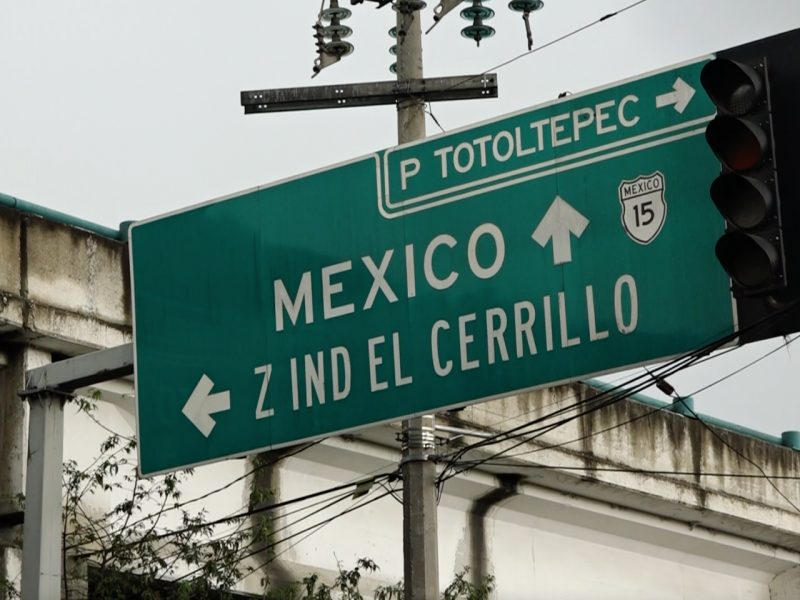 P TOTOLTEPEC
MEXICO
15
MEXICO
Z IND EL CERRILLO